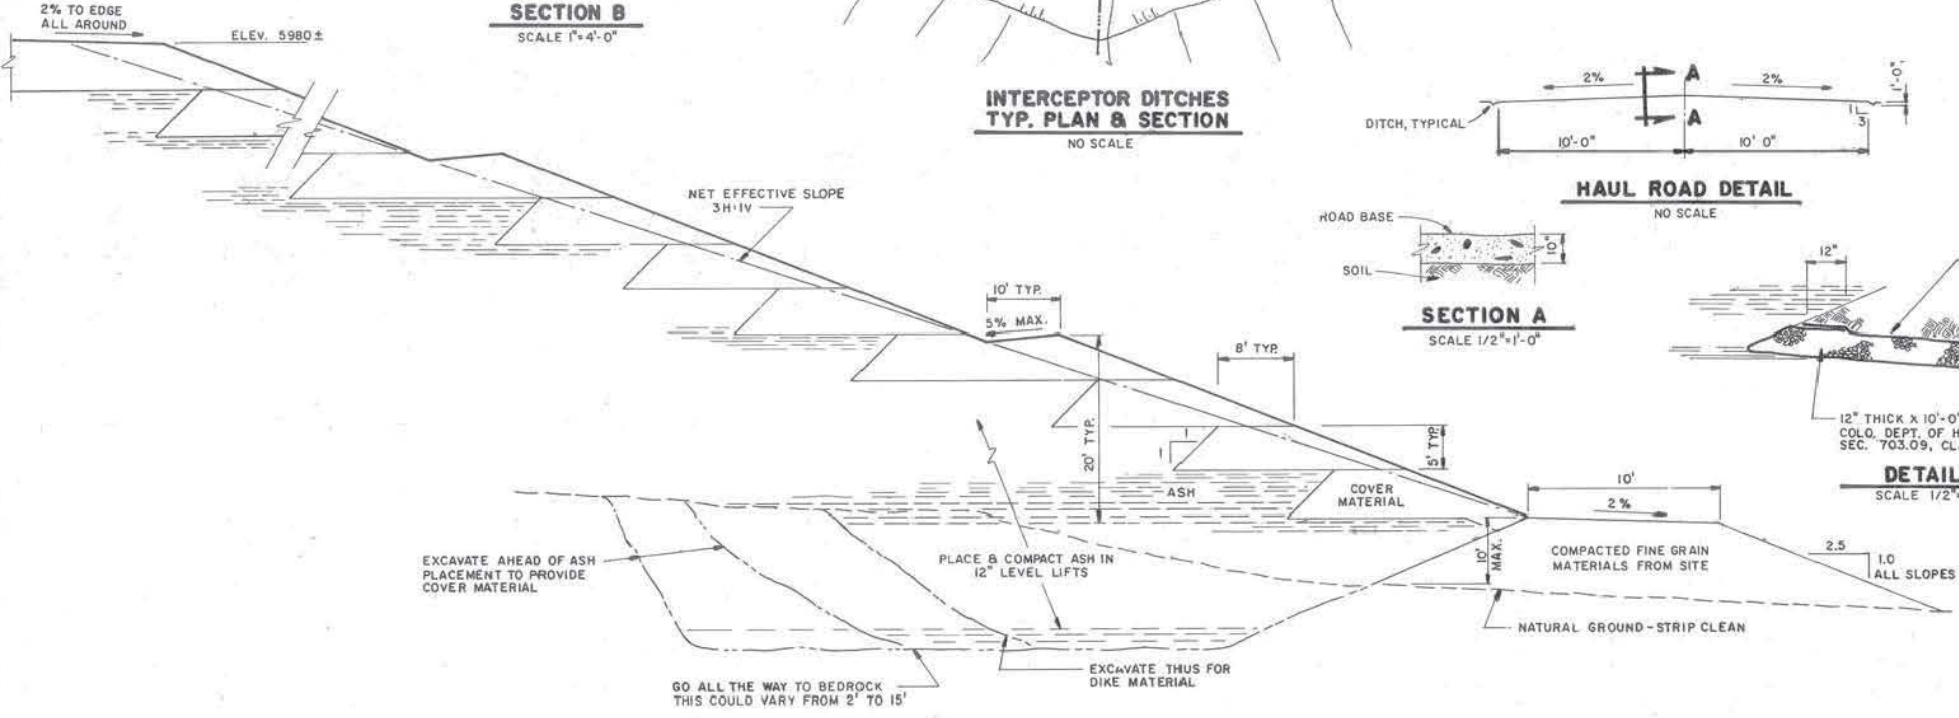 2% TO EDGE
ALL AROUND
ELEV. 5980±
SECTION B
SCALE 1"=4'-0"
INTERCEPTOR DITCHES
TYP. PLAN & SECTION
NO SCALE
2%
A
2%
1'-0"
DITCH, TYPICAL
A
1
3
10'-0"
10' 0"
HAUL ROAD DETAIL
NO SCALE
NET EFFECTIVE SLOPE
3H:1V
ROAD BASE
10"
SOIL
SECTION A
SCALE 1/2"=1'-0"
12"
12" THICK X 10'-0"
COLO. DEPT. OF H
SEC. 703.09, CL.
DETAIL
SCALE 1/2"=
10' TYP.
5% MAX.
8' TYP.
20' TYP.
1
1
5' TYP.
ASH
COVER
MATERIAL
10'
2%
10'
MAX.
COMPACTED FINE GRAIN
MATERIALS FROM SITE
2.5
1.0
ALL SLOPES
EXCAVATE AHEAD OF ASH
PLACEMENT TO PROVIDE
COVER MATERIAL
PLACE & COMPACT ASH IN
12" LEVEL LIFTS
NATURAL GROUND-STRIP CLEAN
EXCAVATE THUS FOR
DIKE MATERIAL
GO ALL THE WAY TO BEDROCK
THIS COULD VARY FROM 2' TO 15'